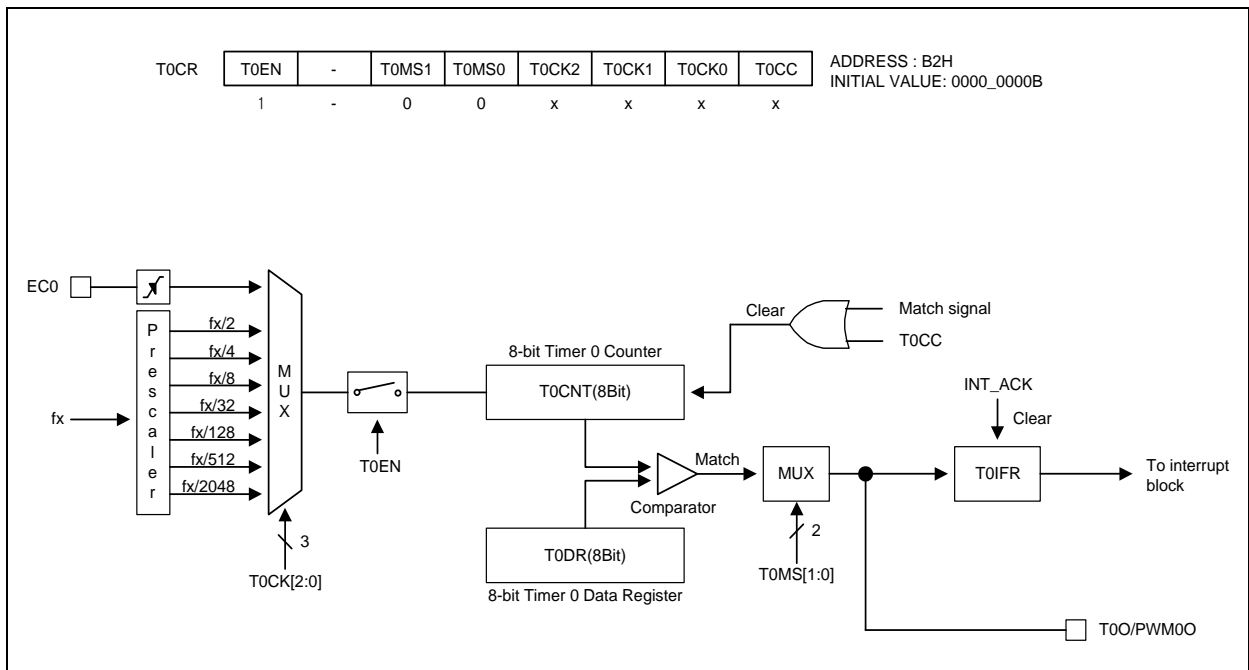 T0CR T0EN - T0MS1 T0MS0 T0CK2 T0CK1 T0CK0 T0CC
ADDRESS : B2H
INITIAL VALUE: 0000_0000B
1 - 0 0 x x x x
EC0
Prescaler
fx
fx/2
fx/4
fx/8
fx/32
fx/128
fx/512
fx/2048
MUX
3
T0CK[2:0]
T0EN
8-bit Timer 0 Counter
T0CNT(8Bit)
Clear
Match signal
T0CC
Comparator
Match
T0DR(8Bit)
8-bit Timer 0 Data Register
MUX
2
T0MS[1:0]
INT_ACK
Clear
T0IFR
To interrupt
block
T0O/PWM0O